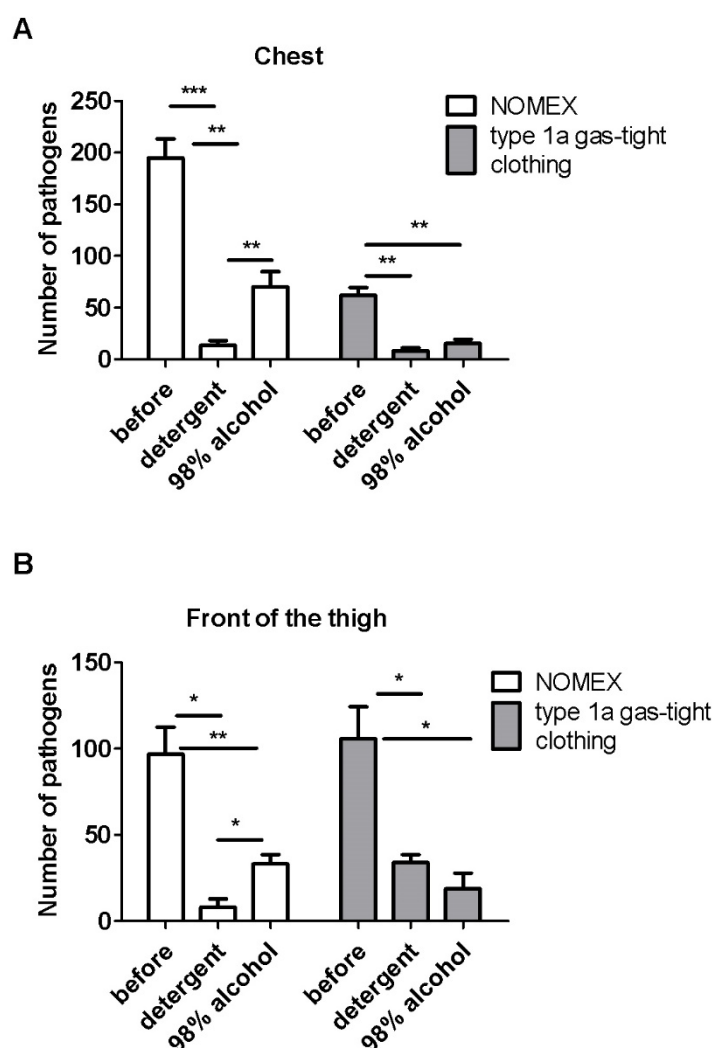 A
Chest
Number of pathogens
250
200
150
100
50
0
***
**
**
**
**
before
detergent
98% alcohol
before
detergent
98% alcohol
NOMEX
type 1a gas-tight
clothing
B
Front of the thigh
Number of pathogens
150
100
50
0
*
**
*
*
*
before
detergent
98% alcohol
before
detergent
98% alcohol
NOMEX
type 1a gas-tight
clothing